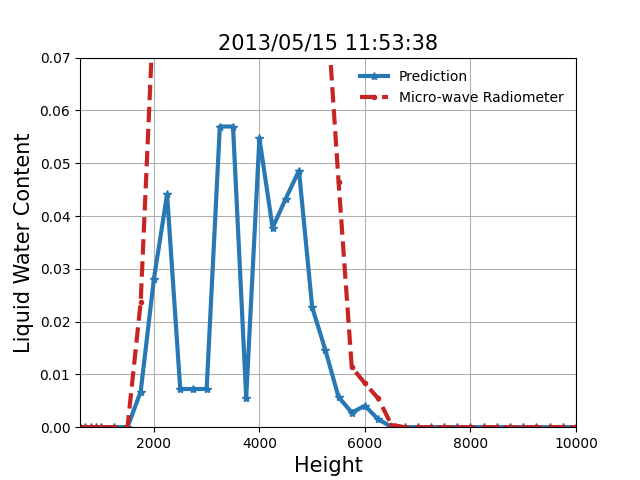 2013/05/15 11:53:38
0.07
0.06
0.05
0.04
0.03
0.02
0.01
0.00
Liquid Water Content
Prediction
Micro-wave Radiometer
2000 4000 6000 8000 10000
Height